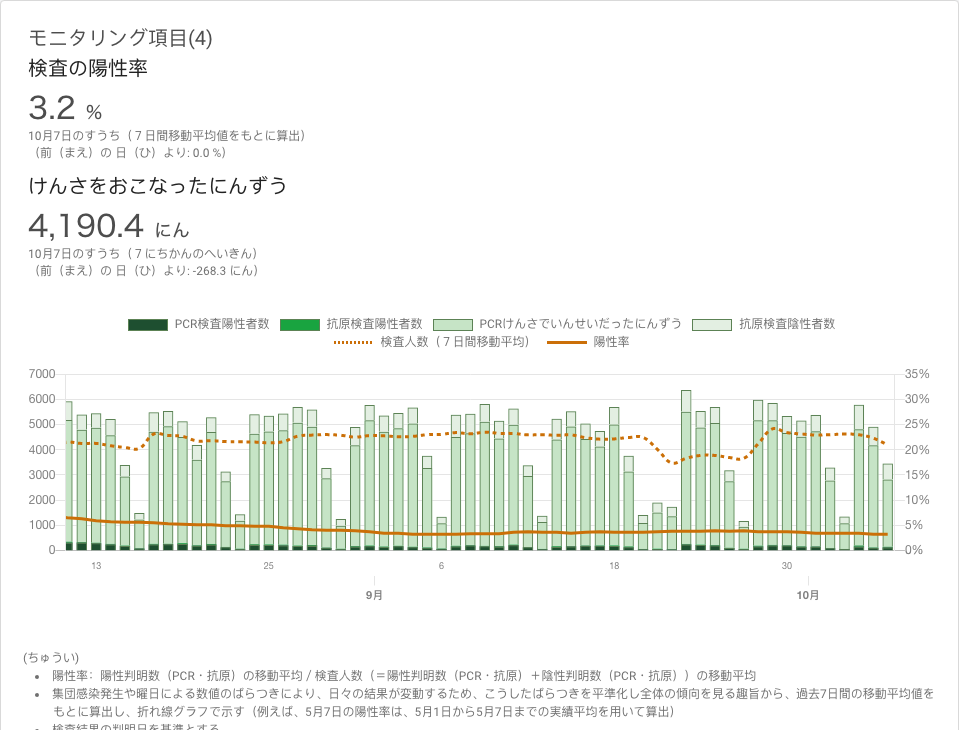 モニタリング項目(4)
検査の陽性率
3.2 %
10月7日のすうち（７日間移動平均値をもとに算出）
（前（まえ）の 日（ひ）より: 0.0 %）
けんさをおこなったにんずう
4,190.4 にん
10月7日のすうち（７にちかんのへいきん）
（前（まえ）の 日（ひ）より: -268.3 にん）
PCR検査陽性者数 抗原検査陽性者数 PCRけんさでいんせいだったにんずう 抗原検査陰性者数
検査人数（７日間移動平均） 陽性率
7000 35%
6000 30%
5000 25%
4000 20%
3000 15%
2000 10%
1000 5%
0 0%
13 25 6 18 30
9月 10月
(ちゅうい)
• 陽性率：陽性判明数（PCR・抗原）の移動平均 / 検査人数（＝陽性判明数（PCR・抗原）＋陰性判明数（PCR・抗原））の移動平均
• 集団感染発生や曜日による数値のばらつきにより、日々の結果が変動するため、こうしたばらつきを平準化し全体の傾向を見る趣旨から、過去7日間の移動平均値を
もとに算出し、折れ線グラフで示す（例えば、5月7日の陽性率は、5月1日から5月7日までの実績平均を用いて算出）
• 検査結果の判明日を基準とする